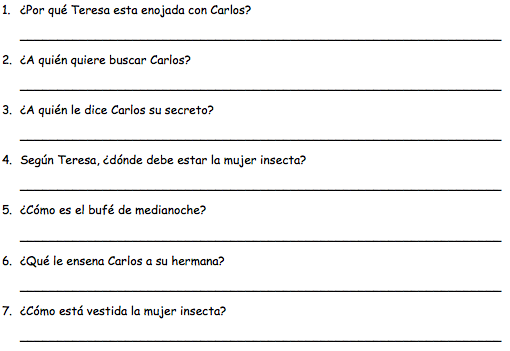 1. ¿Por qué Teresa esta enojada con Carlos?
2. ¿A quién quiere buscar Carlos?
3. ¿A quién le dice Carlos su secreto?
4. Según Teresa, ¿dónde debe estar la mujer insecta?
5. ¿Cómo es el bufé de medianoche?
6. ¿Qué le ensena Carlos a su hermana?
7. ¿Cómo está vestida la mujer insecta?